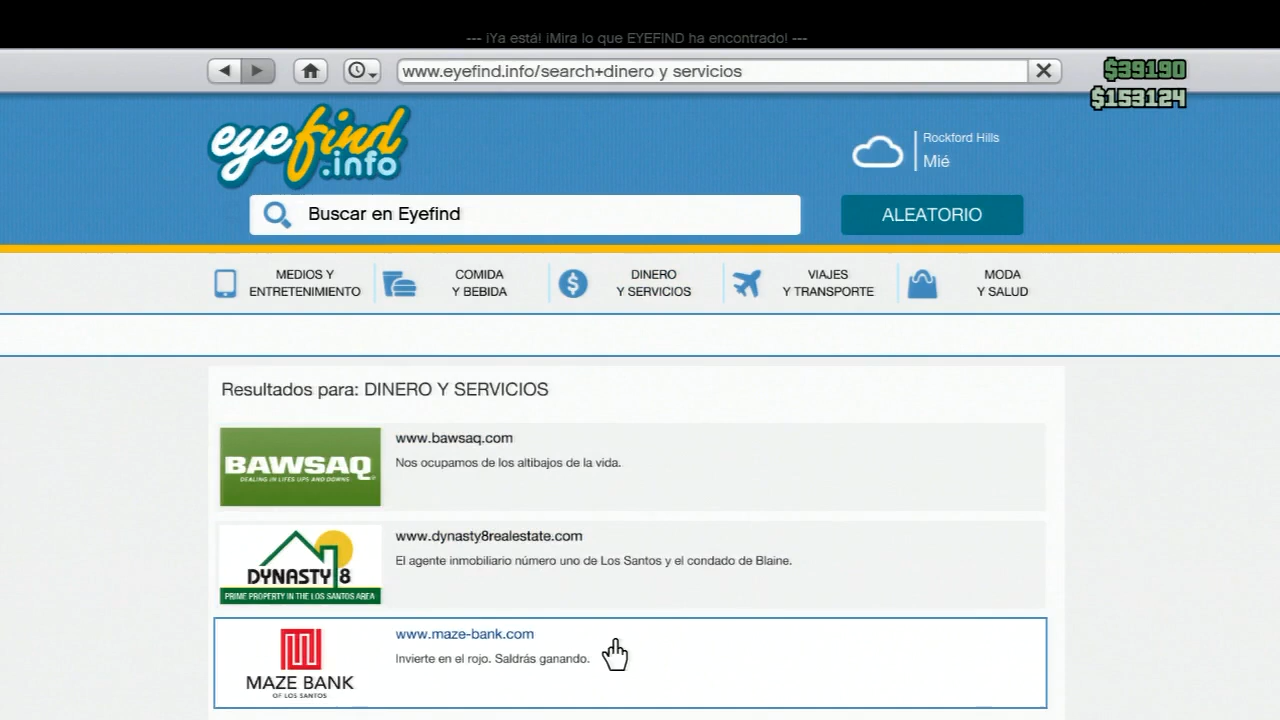 --- ¡Ya está! ¡Mira lo que EYEFIND ha encontrado! ---
www.eyefind.info/search+dinero y servicios
$39190
$153124
eyefind
.info
Rockford Hills
Mié
Buscar en Eyefind
ALEATORIO
MEDIOS Y
ENTRETENIMIENTO
COMIDA
Y BEBIDA
DINERO
Y SERVICIOS
VIAJES
Y TRANSPORTE
MODA
Y SALUD
Resultados para: DINERO Y SERVICIOS
BAWSAQ
DEALING IN LIFES UPS AND DOWNS
www.bawsaq.com
Nos ocupamos de los altibajos de la vida.
DYNASTY 8
PRIME PROPERTY IN THE LOS SANTOS AREA
www.dynasty8realestate.com
El agente inmobiliario número uno de Los Santos y el condado de Blaine.
MAZE BANK
OF LOS SANTOS
www.maze-bank.com
Invierte en el rojo. Saldrás ganando.